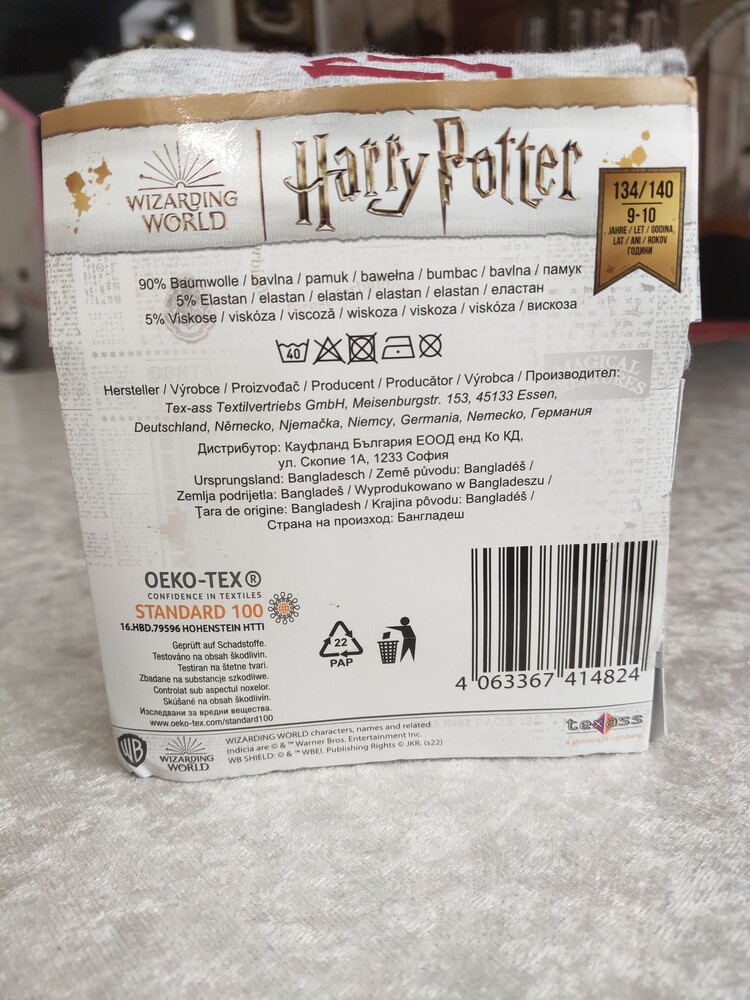 WIZARDING
WORLD
Harry Potter
134/140
9-10
JAHRE / LET / GODINA
LAT / ANI / ROKOV
ГОДИНИ
90% Baumwolle / bavlna / pamuk / bawełna / bumbac / bavlna / памук
5% Elastan / elastan / elastan / elastan / elastan / еластан
5% Viskose / viskóza / viscoză / wiskoza / viskoza / viskóza / вискоза
40
Hersteller / Výrobce / Proizvođač / Producent / Producător / Výrobca / Производител:
Tex-ass Textilvertriebs GmbH, Meisenburgstr. 153, 45133 Essen,
Deutschland, Německo, Njemačka, Niemcy, Germania, Nemecko, Германия
Дистрибутор: Кауфланд България ЕООД енд Ко КД,
ул. Скопие 1А, 1233 София
Ursprungsland: Bangladesch / Země původu: Bangladéš /
Zemlja podrijetla: Bangladeš / Wyprodukowano w Bangladeszu /
Ţara de origine: Bangladesh / Krajina pôvodu: Bangladéš /
Страна на произход: Бангладеш
OEKO-TEX®
CONFIDENCE IN TEXTILES
STANDARD 100
16.HBD.79596 HOHENSTEIN HTTI
Geprüft auf Schadstoffe.
Testováno na obsah škodlivin.
Testiran na štetne tvari.
Zbadane na substancje szkodliwe.
Controlat sub aspectul noxelor.
Skúšané na obsah škodlivín.
Изследвани за вредни вещества.
www.oeko-tex.com/standard100
22
PAP
4 063367 414824
WB
WIZARDING
WORLD
WIZARDING WORLD characters, names and related
indicia are © & ™ Warner Bros. Entertainment Inc.
WB SHIELD: © & ™ WBEI. Publishing Rights © JKR. (s22)
texass